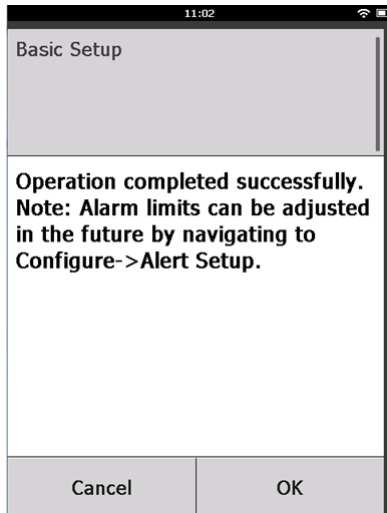 11:02
Basic Setup
Operation completed successfully.
Note: Alarm limits can be adjusted
in the future by navigating to
Configure->Alert Setup.
Cancel
OK